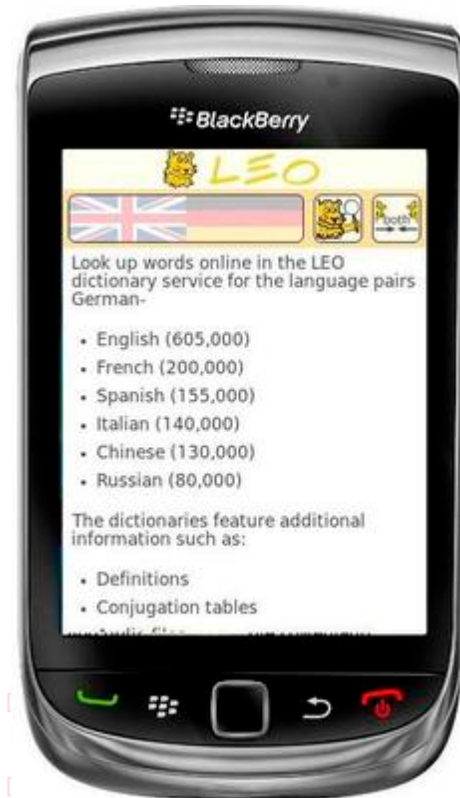 BlackBerry
LEO
both
Look up words online in the LEO
dictionary service for the language pairs
German-
• English (605,000)
• French (200,000)
• Spanish (155,000)
• Italian (140,000)
• Chinese (130,000)
• Russian (80,000)
The dictionaries feature additional
information such as:
• Definitions
• Conjugation tables